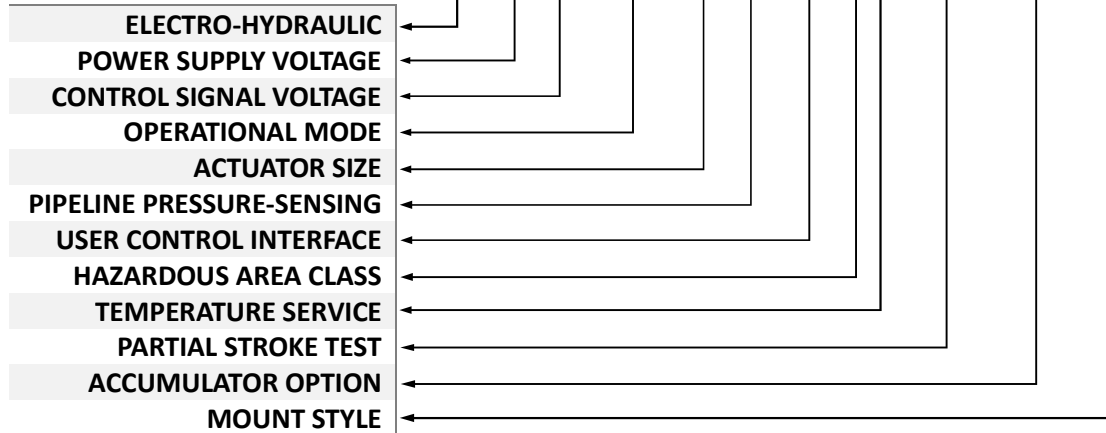 ELECTRO-HYDRAULIC
POWER SUPPLY VOLTAGE
CONTROL SIGNAL VOLTAGE
OPERATIONAL MODE
ACTUATOR SIZE
PIPELINE PRESSURE-SENSING
USER CONTROL INTERFACE
HAZARDOUS AREA CLASS
TEMPERATURE SERVICE
PARTIAL STROKE TEST
ACCUMULATOR OPTION
MOUNT STYLE